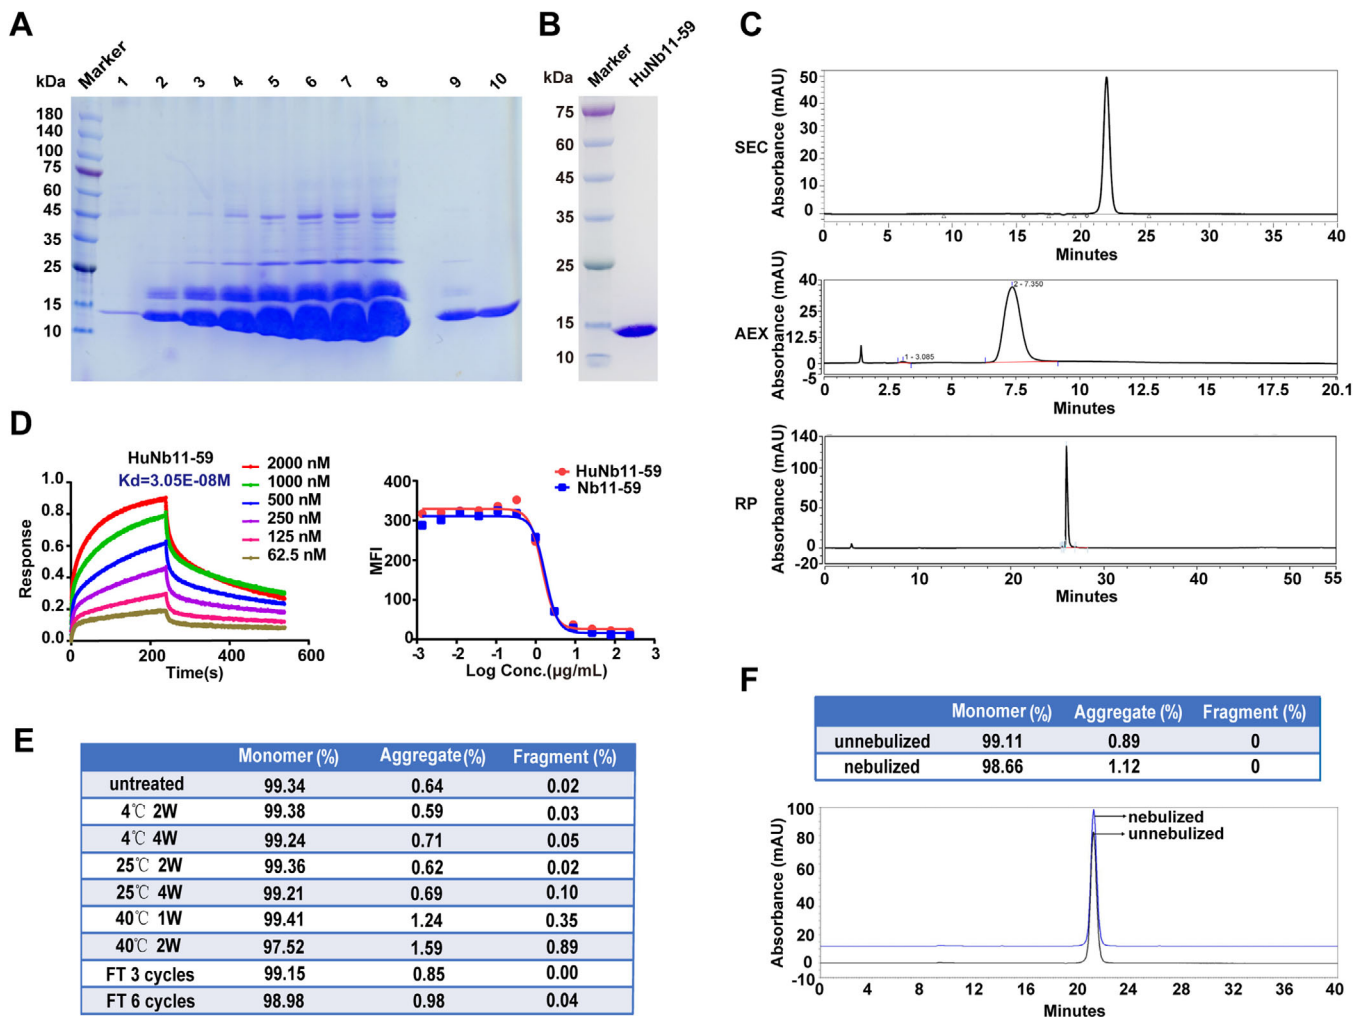 A
kDa
Marker
1 2 3 4 5 6 7 8 9 10
180
140
100
75
60
45
35
25
15
10
B
kDa
Marker
HuNb11-59
75
60
45
35
25
15
10
C
SEC
Absorbance (mAU)
50
40
30
20
10
0
0 5 10 15 20 25 30 35 40
Minutes
AEX
Absorbance (mAU)
40
25
12.5
0
-5
1 - 3.085
2 - 7.350
0 2.5 5 7.5 10 12.5 15 17.5 20.1
Minutes
RP
Absorbance (mAU)
140
100
50
0
-20
0 10 20 30 40 50 55
Minutes
D
HuNb11-59
Kd=3.05E-08M
2000 nM
1000 nM
500 nM
250 nM
125 nM
62.5 nM
Response
1.0
0.8
0.6
0.4
0.2
0.0
0 200 400 600
Time(s)
HuNb11-59
Nb11-59
MFI
400
300
200
100
0
-3 -2 -1 0 1 2 3
Log Conc.(μg/mL)
E
Monomer (%) Aggregate (%) Fragment (%)
untreated 99.34 0.64 0.02
4℃ 2W 99.38 0.59 0.03
4℃ 4W 99.24 0.71 0.05
25℃ 2W 99.36 0.62 0.02
25℃ 4W 99.21 0.69 0.10
40℃ 1W 99.41 1.24 0.35
40℃ 2W 97.52 1.59 0.89
FT 3 cycles 99.15 0.85 0.00
FT 6 cycles 98.98 0.98 0.04
F
Monomer (%) Aggregate (%) Fragment (%)
unnebulized 99.11 0.89 0
nebulized 98.66 1.12 0
Absorbance (mAU)
100
80
60
40
20
0
-10
nebulized
unnebulized
0 4 8 12 16 20 24 28 32 36 40
Minutes